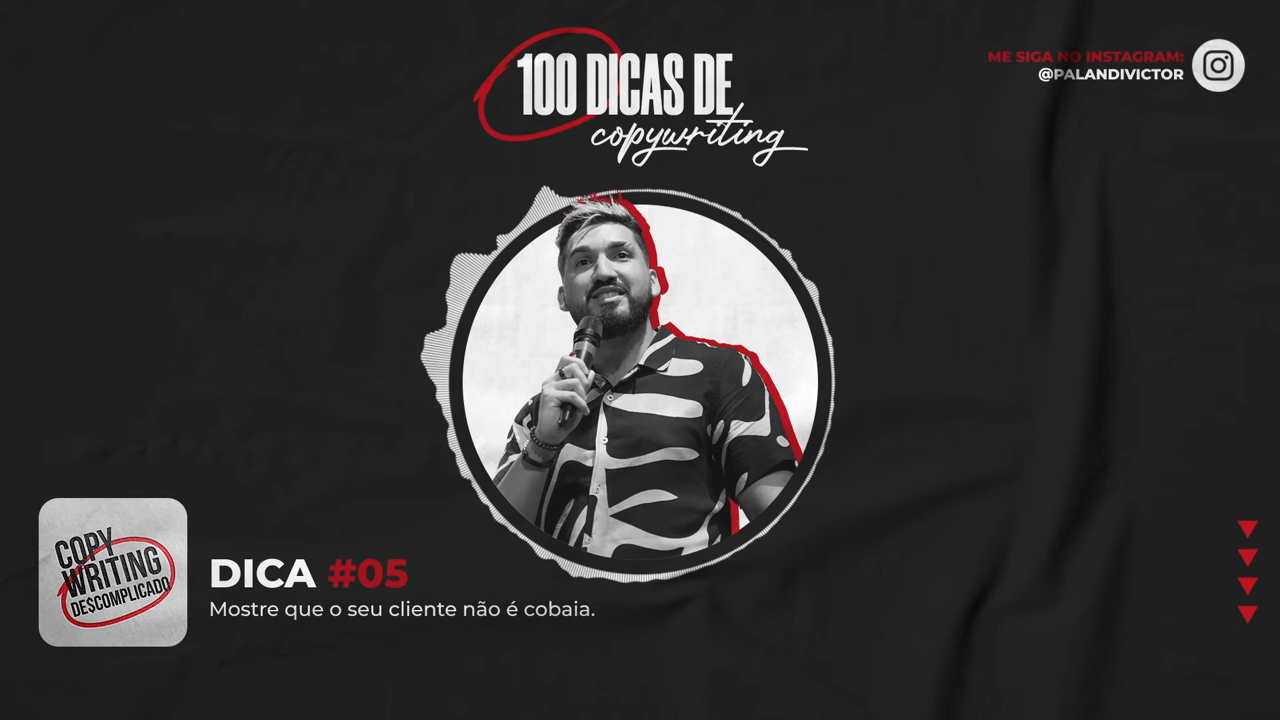 100 DICAS DE
copywriting
ME SIGA NO INSTAGRAM:
@PALANDIVICTOR
COPY
WRITING
DESCOMPLICADO
DICA #05
Mostre que o seu cliente não é cobaia.